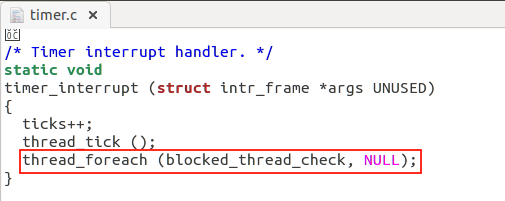 timer.c ×
/* Timer interrupt handler. */
static void
timer_interrupt (struct intr_frame *args UNUSED)
{
  ticks++;
  thread_tick ();
  thread_foreach (blocked_thread_check, NULL);
}